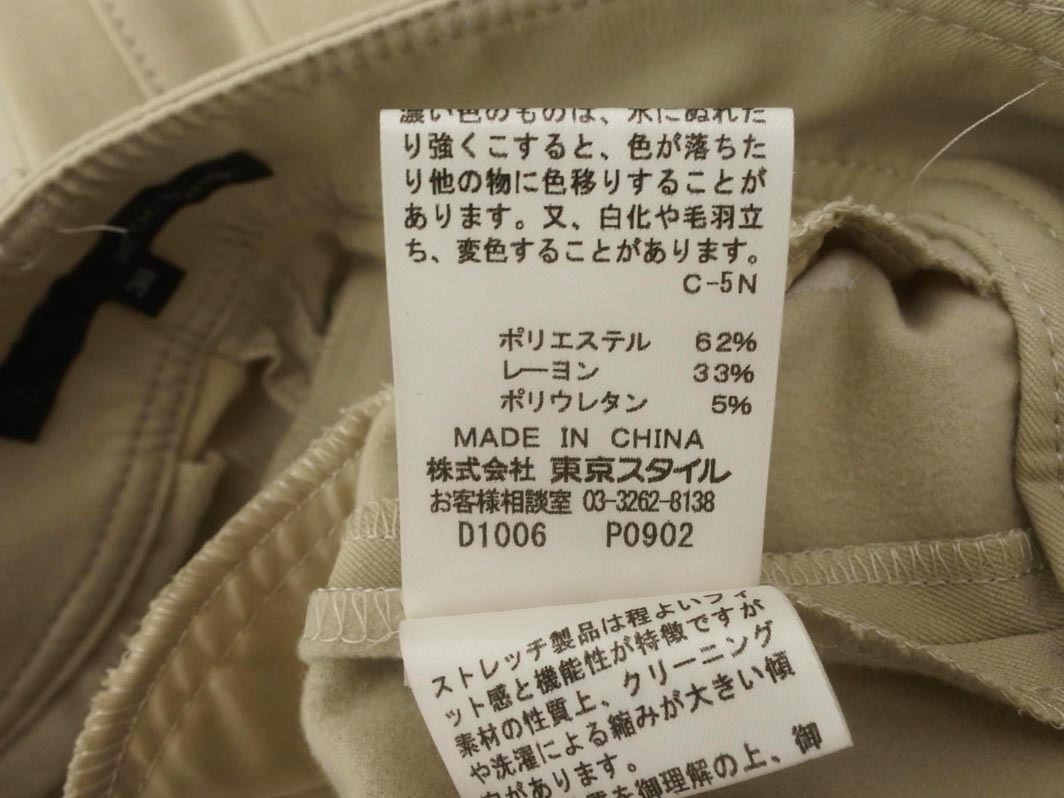 濃い色のものは、水にぬれた
り強くこすると、色が落ちた
り他の物に色移りすることが
あります。又、白化や毛羽立
ち、変色することがあります。
C-5N
ポリエステル 62%
レーヨン 33%
ポリウレタン 5%
MADE IN CHINA
株式会社 東京スタイル
お客様相談室 03-3262-8138
D1006 P0902
ストレッチ製品は程よいフィ
ット感と機能性が特徴ですが
素材の性質上、クリーニング
や洗濯による縮みが大きい傾
向があります。
を御理解の上、御